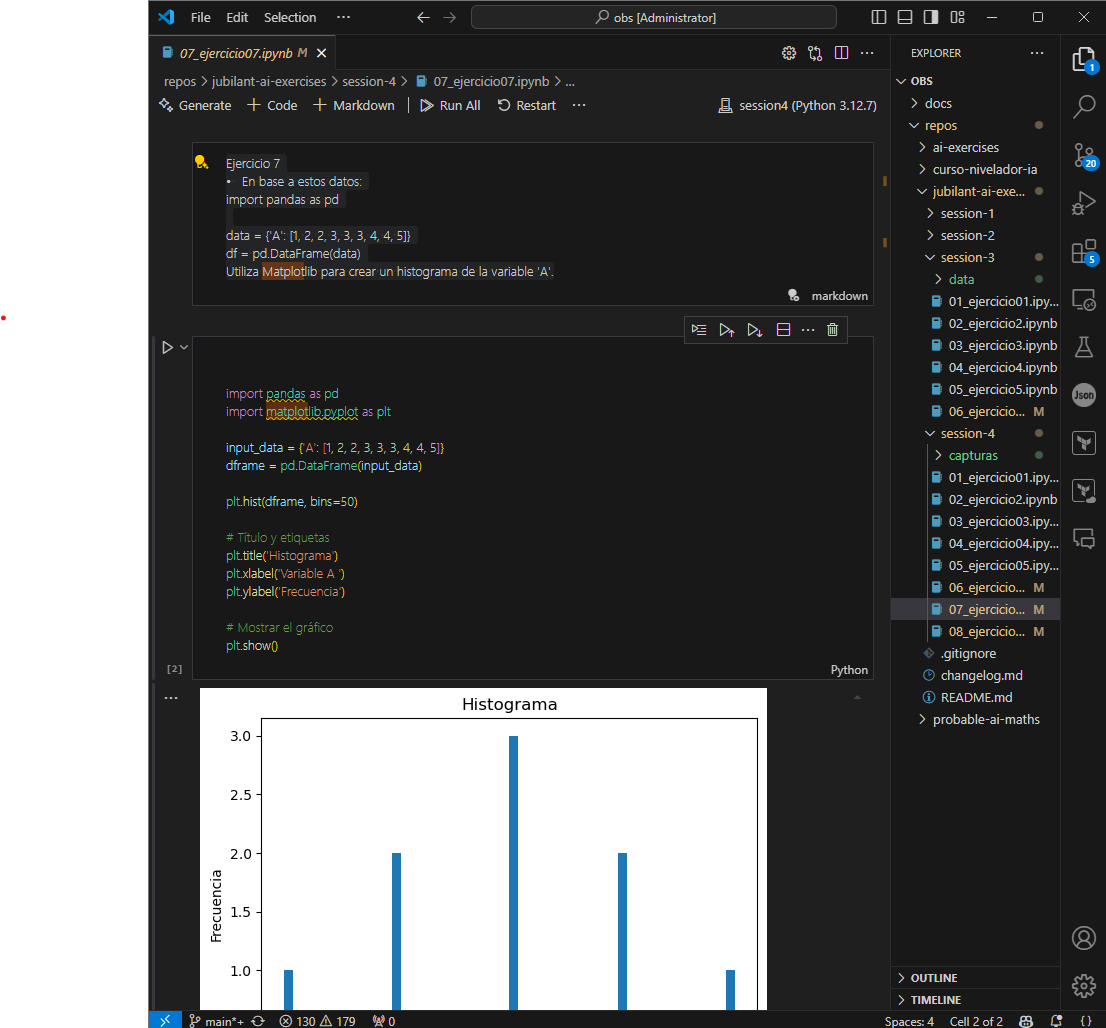 File Edit Selection ··· obs [Administrator]
07_ejercicio07.ipynb M
repos > jubilant-ai-exercises > session-4 > 07_ejercicio07.ipynb > ...
Generate + Code + Markdown Run All Restart ··· session4 (Python 3.12.7)
Ejercicio 7
• En base a estos datos:
import pandas as pd
data = {'A': [1, 2, 2, 3, 3, 3, 4, 4, 5]}
df = pd.DataFrame(data)
Utiliza Matplotlib para crear un histograma de la variable 'A'.
markdown
import pandas as pd
import matplotlib.pyplot as plt
input_data = {'A': [1, 2, 2, 3, 3, 3, 4, 4, 5]}
dframe = pd.DataFrame(input_data)
plt.hist(dframe, bins=50)
# Título y etiquetas
plt.title('Histograma')
plt.xlabel('Variable A ')
plt.ylabel('Frecuencia')
# Mostrar el gráfico
plt.show()
[2]
Python
Histograma
3.0
2.5
2.0
1.5
1.0
Frecuencia
EXPLORER ···
OBS
docs
repos
ai-exercises
curso-nivelador-ia
jubilant-ai-exe...
session-1
session-2
session-3
data
01_ejercicio01.ipy...
02_ejercicio2.ipynb
03_ejercicio3.ipynb
04_ejercicio4.ipynb
05_ejercicio5.ipynb
06_ejercicio... M
session-4
capturas
01_ejercicio01.ipy...
02_ejercicio2.ipynb
03_ejercicio03.ipy...
04_ejercicio04.ipy...
05_ejercicio05.ipy...
06_ejercicio... M
07_ejercicio... M
08_ejercicio... M
.gitignore
changelog.md
README.md
probable-ai-maths
OUTLINE
TIMELINE
1
20
5
Json
main*+ 130 179 0 Spaces: 4 Cell 2 of 2 { }